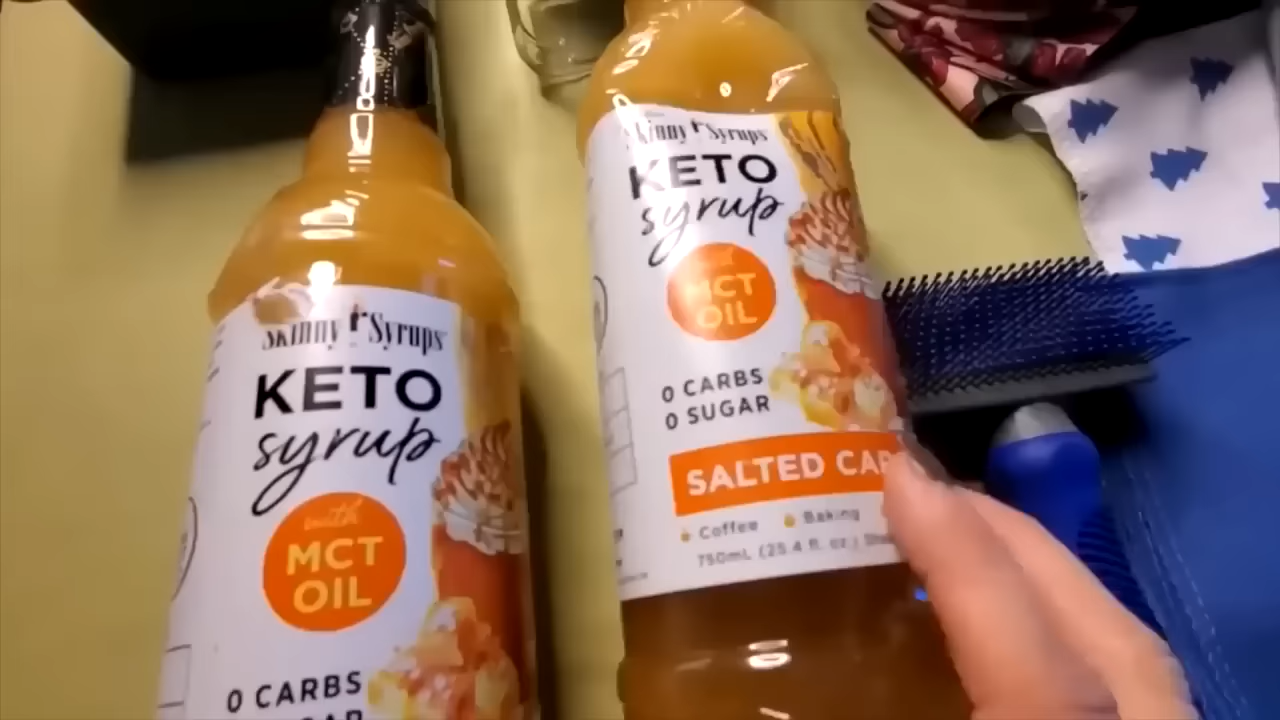 Skinny Syrups
KETO
syrup
with
MCT
OIL
0 CARBS
Skinny Syrups
KETO
syrup
MCT
OIL
0 CARBS
0 SUGAR
SALTED CAR
Coffee Baking
750mL (25.4 fl. oz.)